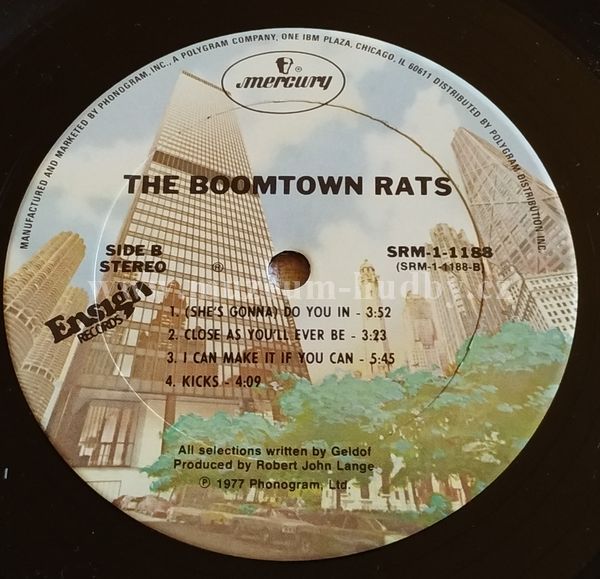 MANUFACTURED AND MARKETED BY PHONOGRAM, INC., A POLYGRAM COMPANY, ONE IBM PLAZA, CHICAGO, IL 60611 DISTRIBUTED BY POLYGRAM DISTRIBUTION INC.
mercury ®
THE BOOMTOWN RATS
SIDE B
STEREO
℗
SRM-1-1188
(SRM-1-1188-B)
Ensign
RECORDS
1. (SHE'S GONNA) DO YOU IN - 3:52
2. CLOSE AS YOU'LL EVER BE - 3:23
3. I CAN MAKE IT IF YOU CAN - 5:45
4. KICKS - 4:09
All selections written by Geldof
Produced by Robert John Lange
℗ 1977 Phonogram, Ltd.